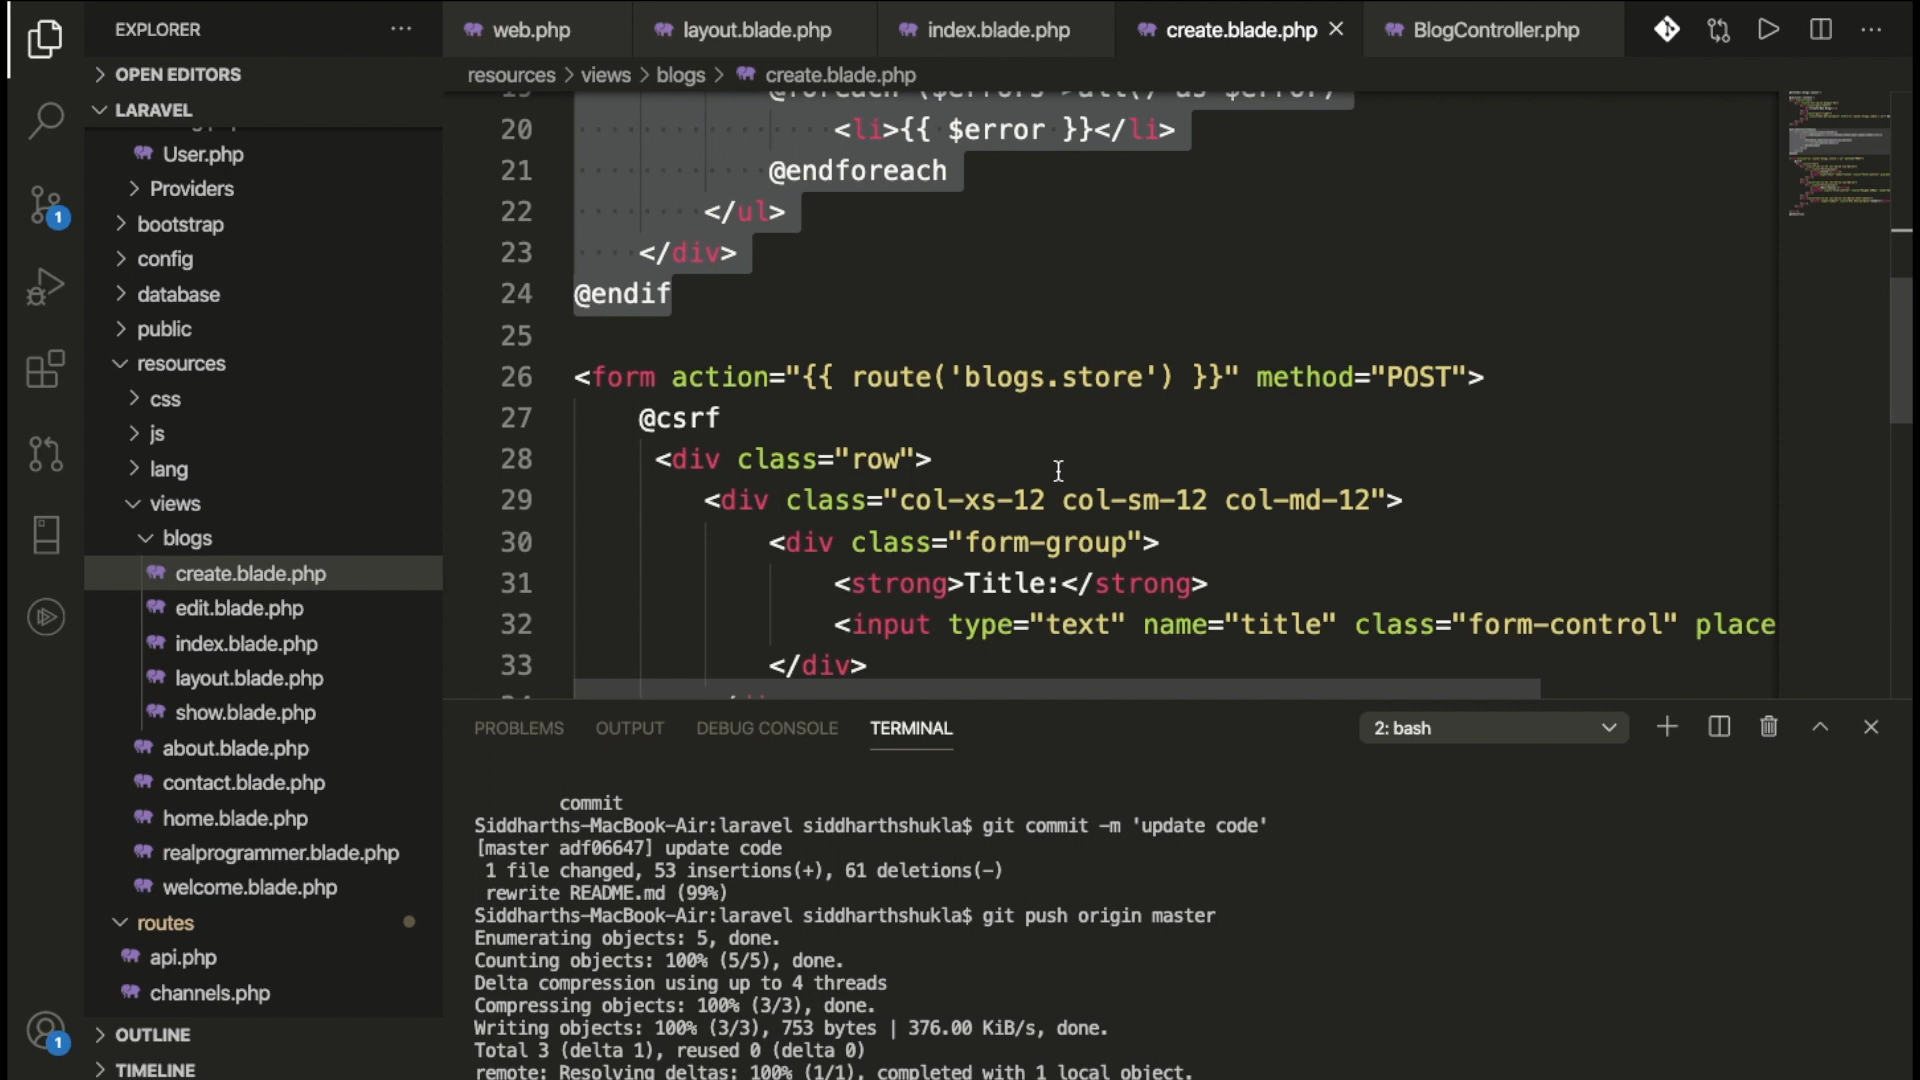 EXPLORER
OPEN EDITORS
LARAVEL
User.php
Providers
bootstrap
config
database
public
resources
css
js
lang
views
blogs
create.blade.php
edit.blade.php
index.blade.php
layout.blade.php
show.blade.php
about.blade.php
contact.blade.php
home.blade.php
realprogrammer.blade.php
welcome.blade.php
routes
api.php
channels.php
OUTLINE
TIMELINE
1
1
web.php
layout.blade.php
index.blade.php
create.blade.php
BlogController.php
resources > views > blogs > create.blade.php
19 @foreach ($errors->all() as $error)
20 <li>{{ $error }}</li>
21 @endforeach
22 </ul>
23 </div>
24 @endif
25
26 <form action="{{ route('blogs.store') }}" method="POST">
27 @csrf
28 <div class="row">
29 <div class="col-xs-12 col-sm-12 col-md-12">
30 <div class="form-group">
31 <strong>Title:</strong>
32 <input type="text" name="title" class="form-control" place
33 </div>
PROBLEMS OUTPUT DEBUG CONSOLE TERMINAL
2: bash
commit
Siddharths-MacBook-Air:laravel siddharthshukla$ git commit -m 'update code'
[master adf06647] update code
1 file changed, 53 insertions(+), 61 deletions(-)
rewrite README.md (99%)
Siddharths-MacBook-Air:laravel siddharthshukla$ git push origin master
Enumerating objects: 5, done.
Counting objects: 100% (5/5), done.
Delta compression using up to 4 threads
Compressing objects: 100% (3/3), done.
Writing objects: 100% (3/3), 753 bytes | 376.00 KiB/s, done.
Total 3 (delta 1), reused 0 (delta 0)
remote: Resolving deltas: 100% (1/1), completed with 1 local object.